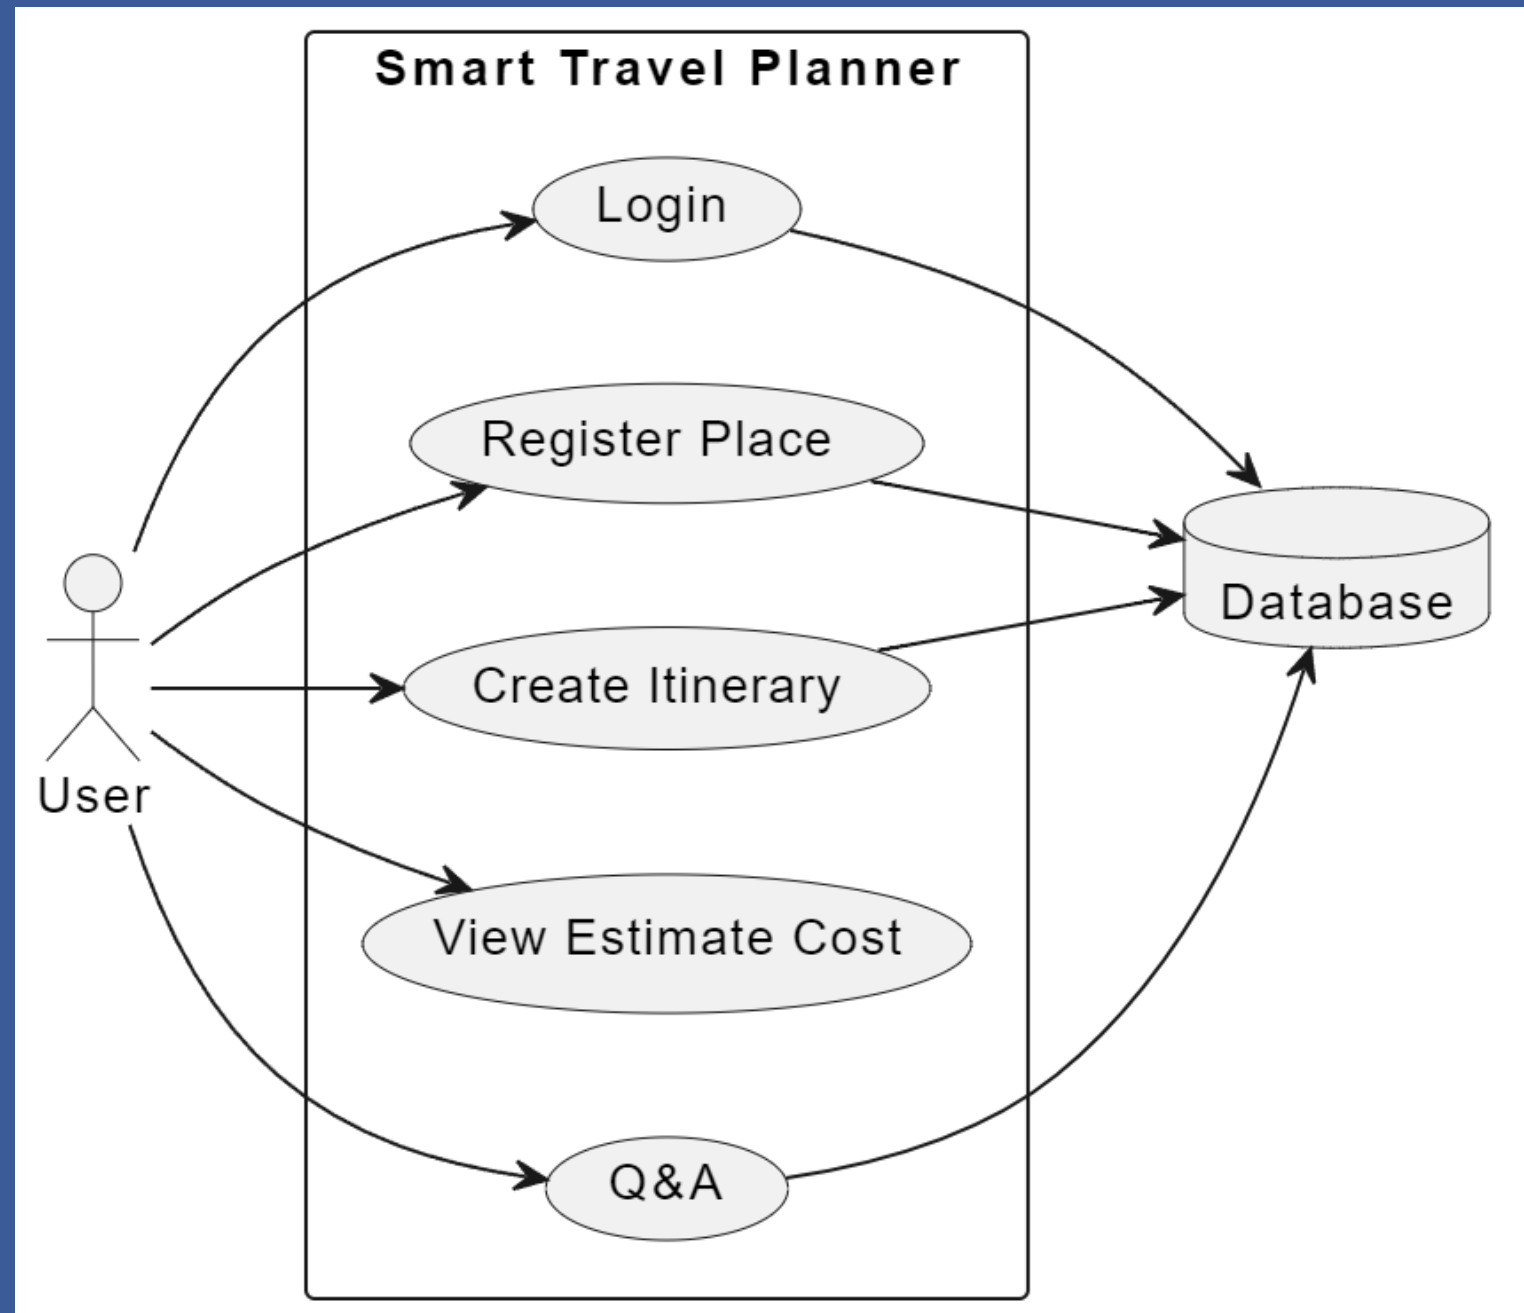 Smart Travel Planner
Login
Register Place
Create Itinerary
View Estimate Cost
Q&A
User
Database